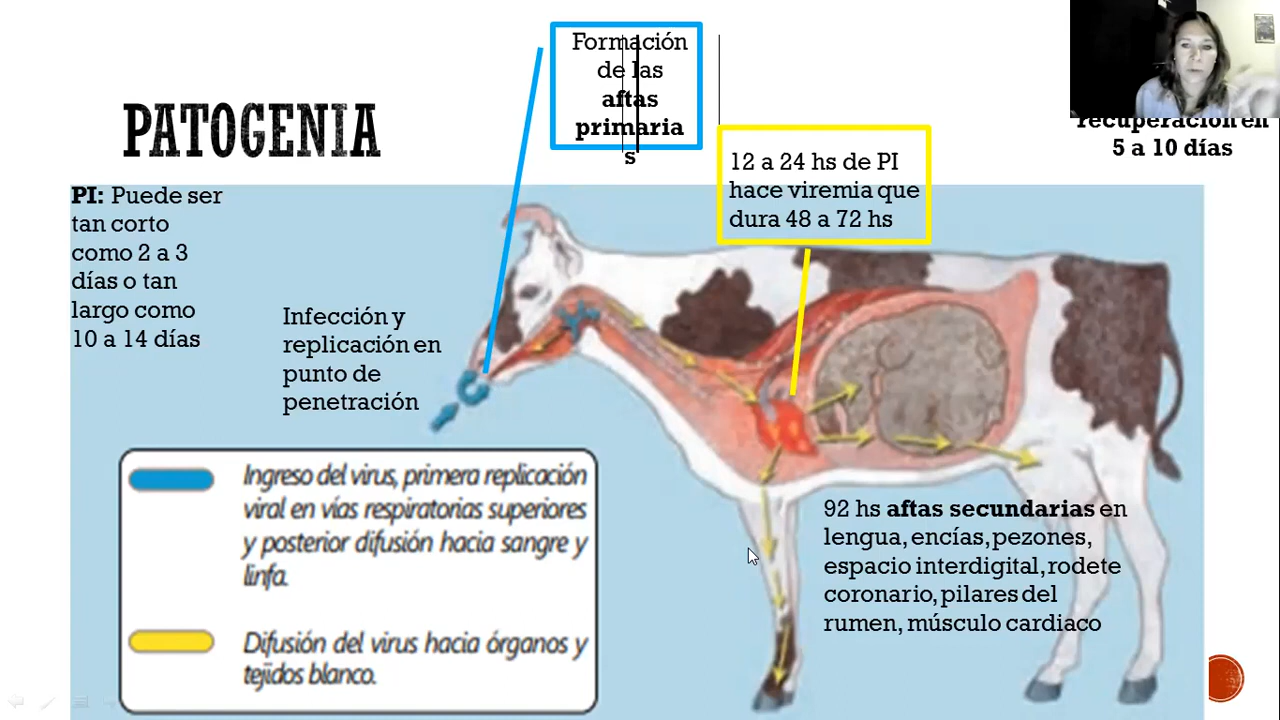 PATOGENIA
Formación
de las
aftas
primaria
s
12 a 24 hs de PI
hace viremia que
dura 48 a 72 hs
recuperación en
5 a 10 días
PI: Puede ser
tan corto
como 2 a 3
días o tan
largo como
10 a 14 días
Infección y
replicación en
punto de
penetración
Ingreso del virus, primera replicación
viral en vías respiratorias superiores
y posterior difusión hacia sangre y
linfa.
Difusión del virus hacia órganos y
tejidos blanco.
92 hs aftas secundarias en
lengua, encías, pezones,
espacio interdigital, rodete
coronario, pilares del
rumen, músculo cardiaco